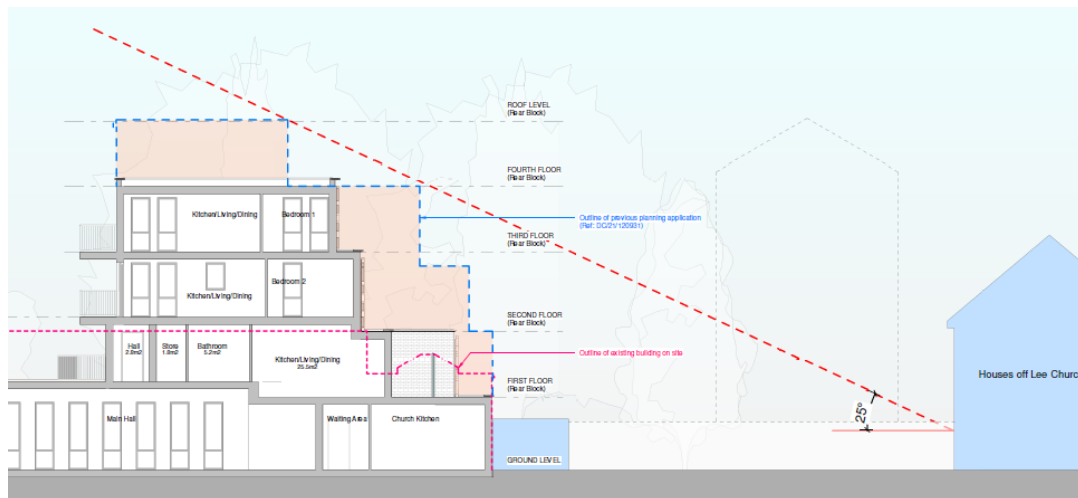 ROOF LEVEL
(Rear Block)
FOURTH FLOOR
(Rear Block)
Kitchen/Living/Dining
Bedroom 1
Outline of previous planning application
(Ref: DC/21/120931)
THIRD FLOOR
(Rear Block)
Bedroom 2
Kitchen/Living/Dining
SECOND FLOOR
(Rear Block)
Hall
2.8m2
Store
1.8m2
Bathroom
5.2m2
Kitchen/Living/Dining
25.5m2
Outline of existing building on site
Houses off Lee Churc
FIRST FLOOR
(Rear Block)
25°
Main Hall
Waiting Area
Church Kitchen
GROUND LEVEL